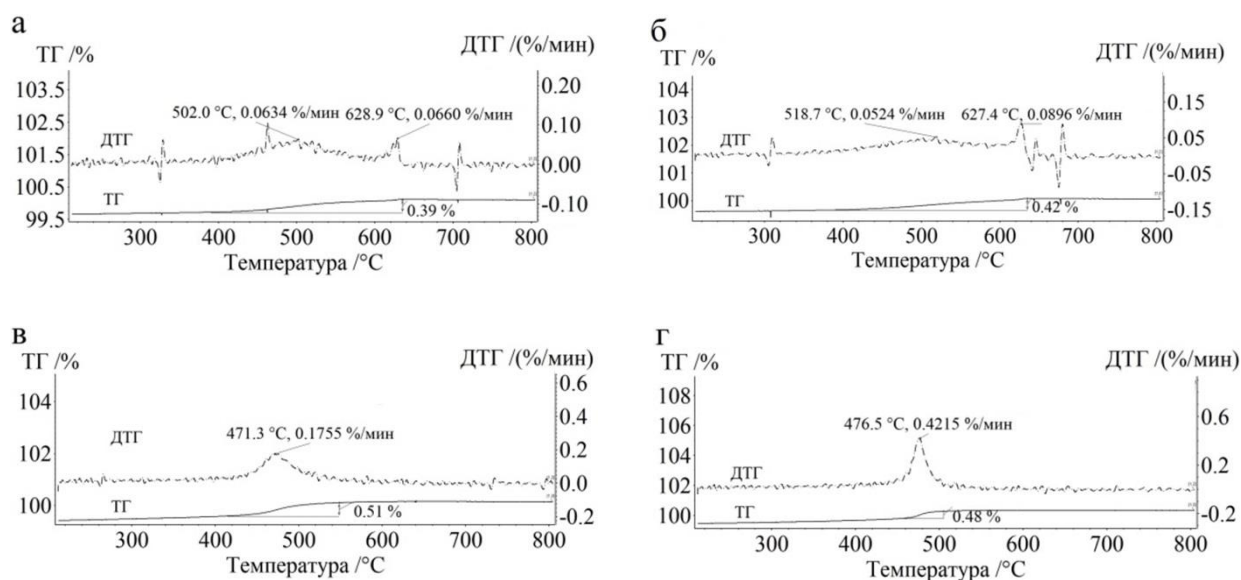 а
ТГ /%
ДТГ /(%/мин)
103.5
102.5
101.5
100.5
99.5
0.20
0.10
0.00
-0.10
502.0 °C, 0.0634 %/мин
628.9 °C, 0.0660 %/мин
ДТГ
ТГ
0.39 %
300 400 500 600 700 800
Температура /°C
б
ТГ /%
ДТГ /(%/мин)
104
103
102
101
100
0.15
0.05
-0.05
-0.15
518.7 °C, 0.0524 %/мин
627.4 °C, 0.0896 %/мин
ДТГ
ТГ
0.42 %
300 400 500 600 700 800
Температура /°C
в
ТГ /%
ДТГ /(%/мин)
104
102
100
0.6
0.4
0.2
0.0
-0.2
471.3 °C, 0.1755 %/мин
ДТГ
ТГ
0.51 %
200 300 400 500 600 700 800
Температура /°C
г
ТГ /%
ДТГ /(%/мин)
108
106
104
102
100
0.6
0.2
-0.2
476.5 °C, 0.4215 %/мин
ДТГ
ТГ
0.48 %
300 400 500 600 700 800
Температура /°C